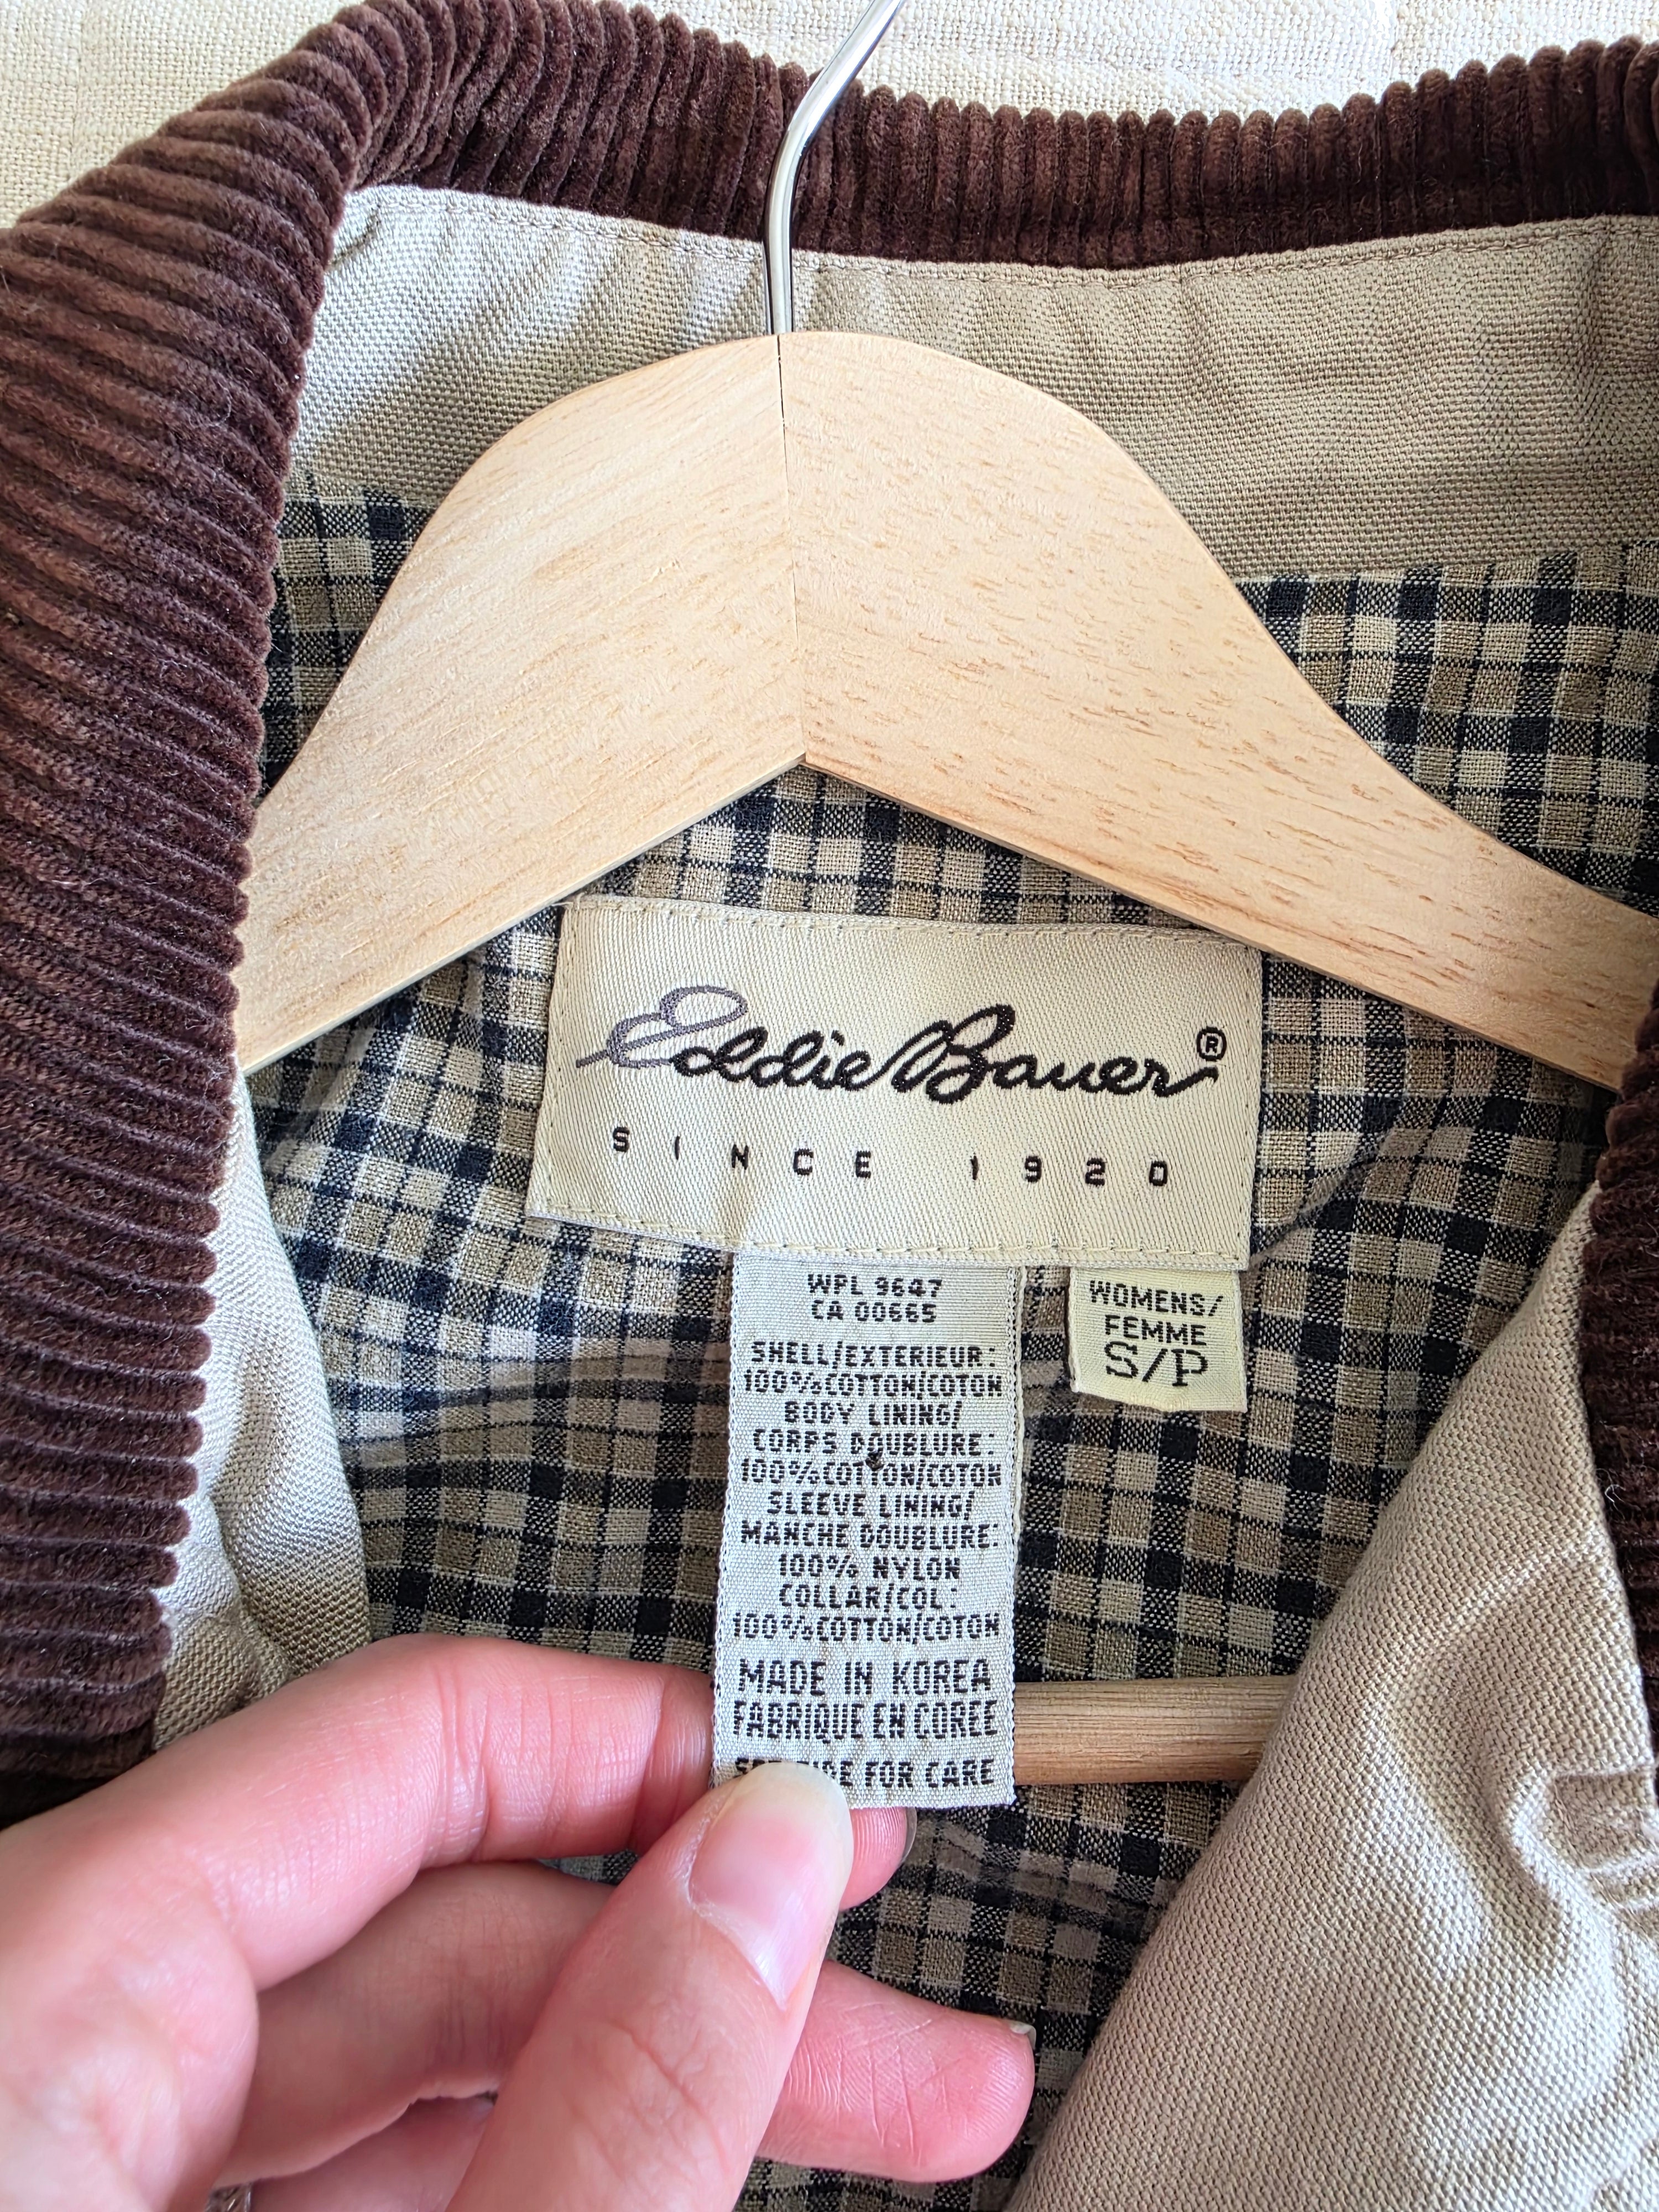 Eddie Bauer®
SINCE 1920
WPL 9647
CA 00665
SHELL/EXTERIEUR:
100%COTTON/COTON
BODY LINING/
CORPS DOUBLURE:
100%COTTON/COTON
SLEEVE LINING/
MANCHE DOUBLURE:
100% NYLON
COLLAR/COL:
100%COTTON/COTON
MADE IN KOREA
FABRIQUE EN COREE
FOR CARE
WOMENS/
FEMME
S/P